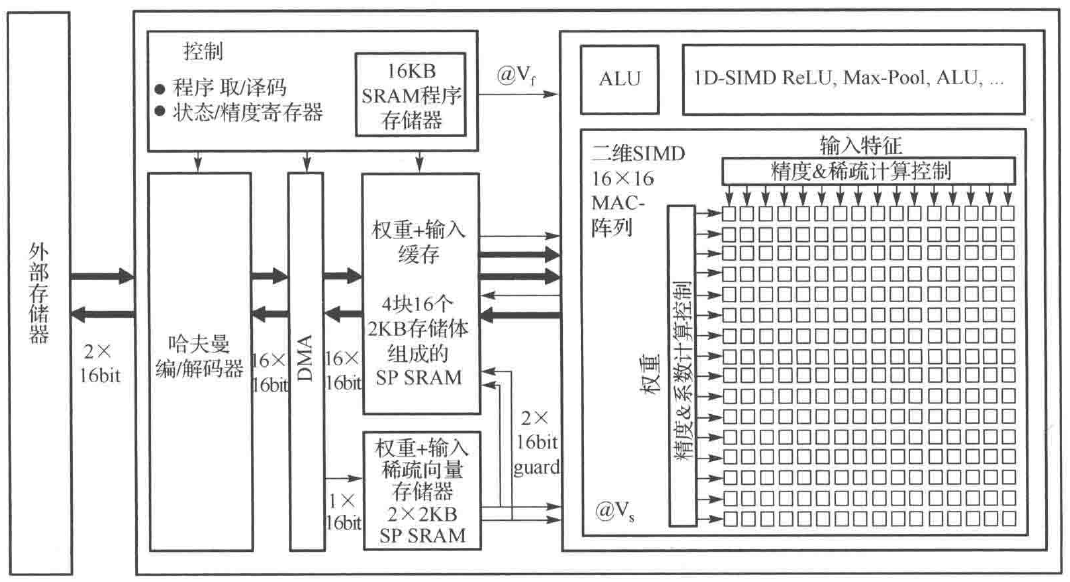 外部存储器
2×
16bit
控制
● 程序 取/译码
● 状态/精度寄存器
16KB
SRAM程序
存储器
@Vf
哈夫曼
编/解码器
16×
16bit
DMA
16×
16bit
1×
16bit
权重+输入
缓存
4块16个
2KB存储体
组成的
SP SRAM
权重+输入
稀疏向量
存储器
2×2KB
SP SRAM
2×
16bit
guard
ALU
1D-SIMD ReLU, Max-Pool, ALU, ...
二维SIMD
16×16
MAC-
阵列
输入特征
精度&稀疏计算控制
权重
精度&系数计算控制
@Vs